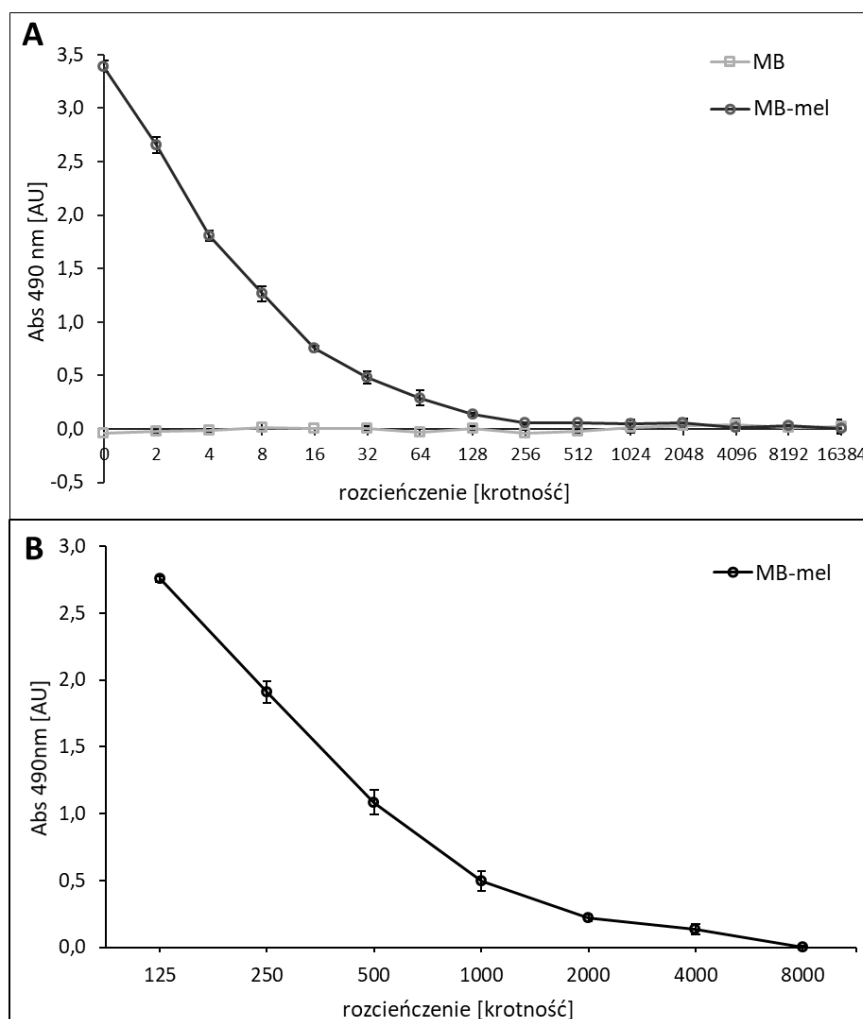 A
MB
MB-mel
3,5
3,0
2,5
2,0
1,5
1,0
0,5
0,0
-0,5
Abs 490 nm [AU]
0 2 4 8 16 32 64 128 256 512 1024 2048 4096 8192 16384
rozcieńczenie [krotność]
B
MB-mel
3,0
2,5
2,0
1,5
1,0
0,5
0,0
Abs 490nm [AU]
125 250 500 1000 2000 4000 8000
rozcieńczenie [krotność]